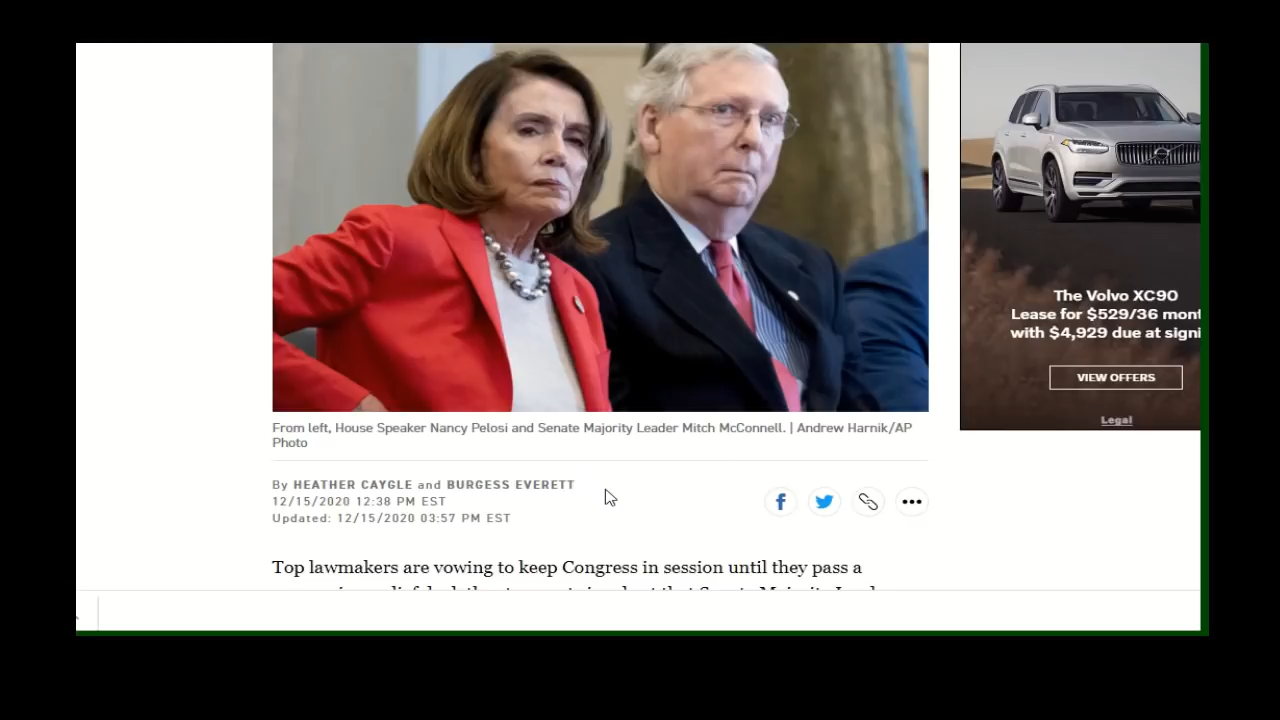 From left, House Speaker Nancy Pelosi and Senate Majority Leader Mitch McConnell. | Andrew Harnik/AP
Photo
By HEATHER CAYGLE and BURGESS EVERETT
12/15/2020 12:38 PM EST
Updated: 12/15/2020 03:57 PM EST
Top lawmakers are vowing to keep Congress in session until they pass a
The Volvo XC90
Lease for $529/36 mont
with $4,929 due at signi
VIEW OFFERS
Legal